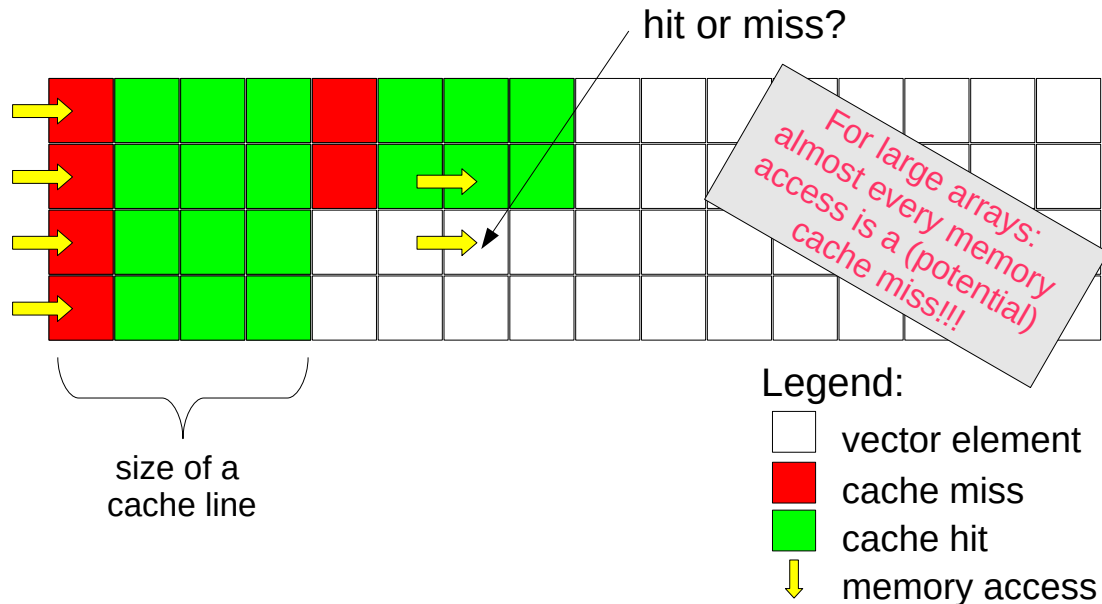 hit or miss?
For large arrays:
almost every memory
access is a (potential)
cache miss!!!
size of a
cache line
Legend:
vector element
cache miss
cache hit
memory access